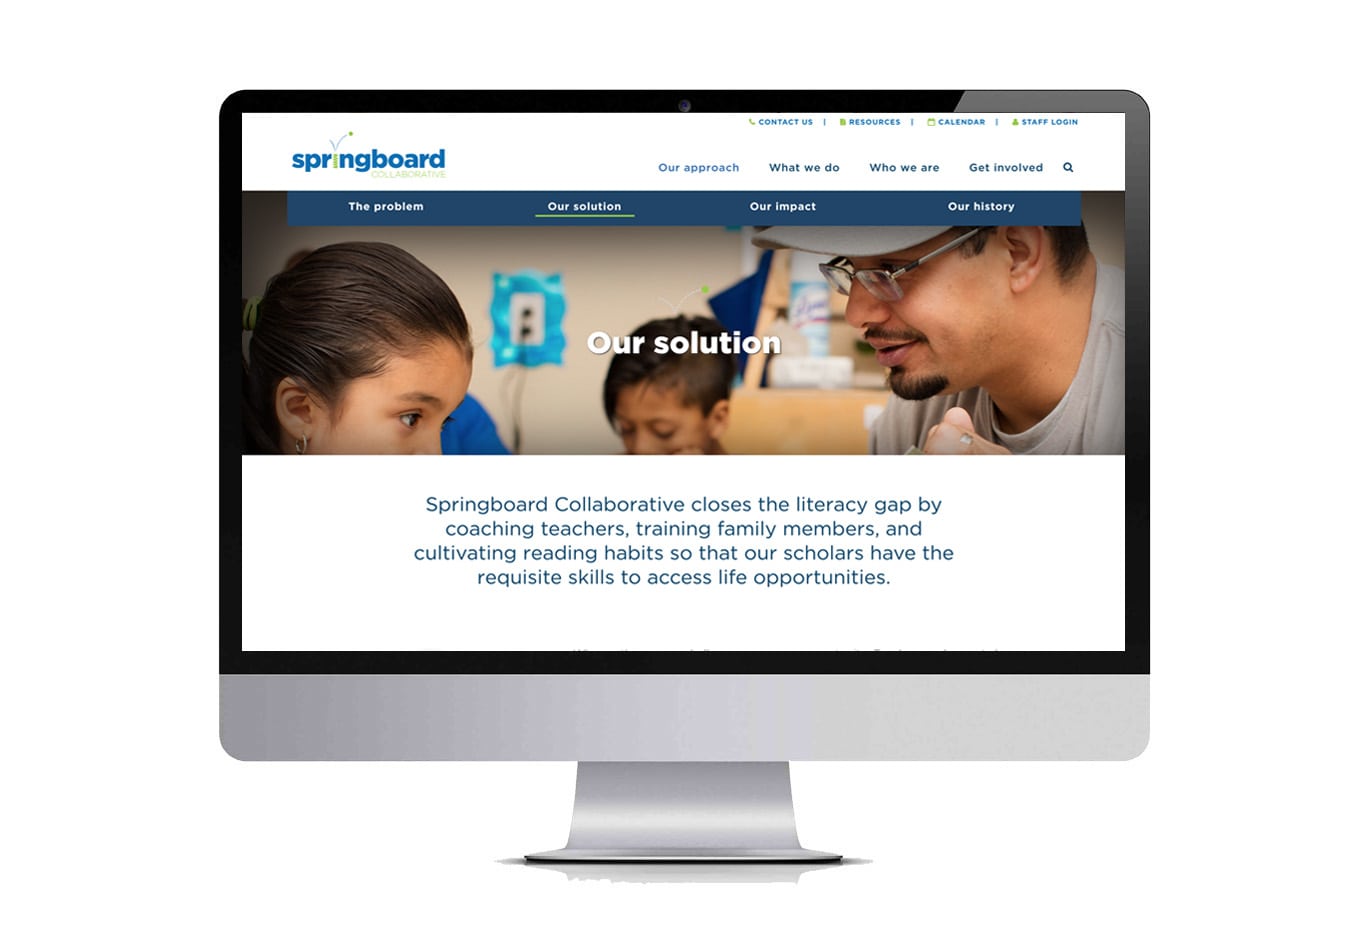 CONTACT US | RESOURCES | CALENDAR | STAFF LOGIN
springboard
COLLABORATIVE
Our approach What we do Who we are Get involved
The problem Our solution Our impact Our history
Our solution
Springboard Collaborative closes the literacy gap by
coaching teachers, training family members, and
cultivating reading habits so that our scholars have the
requisite skills to access life opportunities.